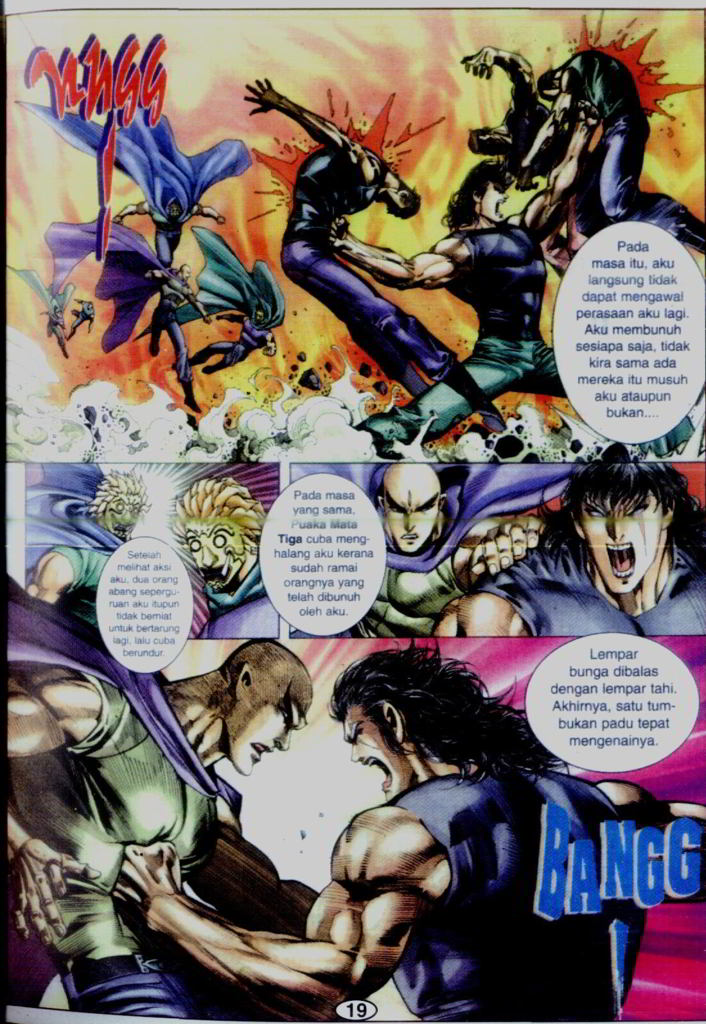 Pada
masa itu, aku
langsung tidak
dapat mengawal
perasaan aku lagi.
Aku membunuh
sesiapa saja, tidak
kira sama ada
mereka itu musuh
aku ataupun
bukan....
Setelah
melihat aksi
aku, dua orang
abang sepergu-
ruan aku itupun
tidak berniat
untuk bertarung
lagi, lalu cuba
berundur.
Pada masa
yang sama,
Puaka Mata
Tiga cuba meng-
halang aku kerana
sudah ramai
orangnya yang
telah dibunuh
oleh aku.
Lempar
bunga dibalas
dengan lempar tahi.
Akhirnya, satu tum-
bukan padu tepat
mengenainya.
BANGG
!
19